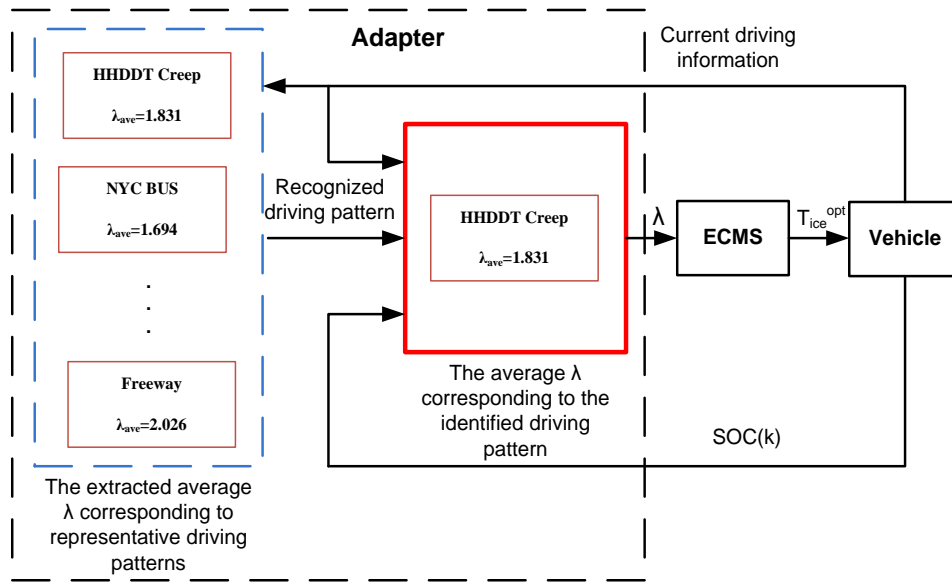 Adapter
Current driving
information
HHDDT Creep
λave=1.831
NYC BUS
λave=1.694
.
.
.
Freeway
λave=2.026
The extracted average
λ corresponding to
representative driving
patterns
Recognized
driving pattern
HHDDT Creep
λave=1.831
The average λ
corresponding to the
identified driving
pattern
λ
ECMS
Tice^opt
Vehicle
SOC(k)